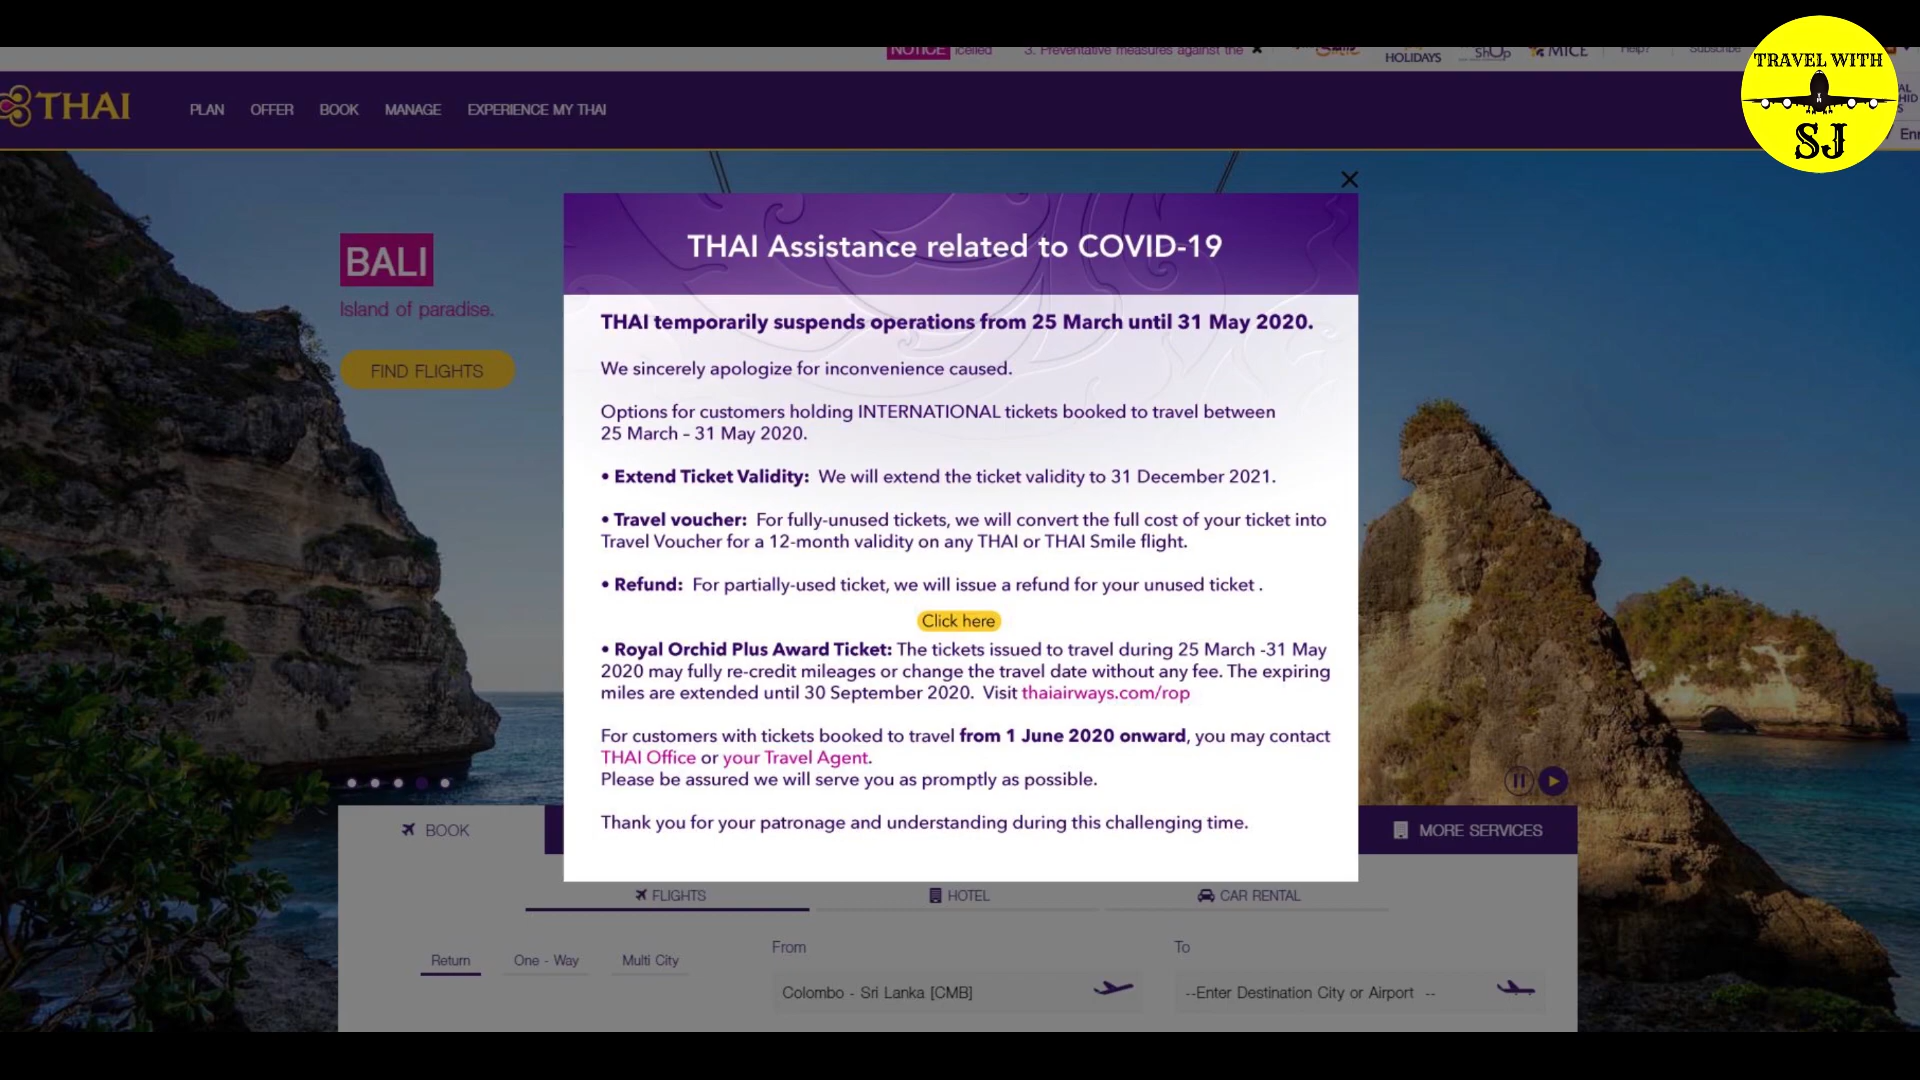 NOTICE icelled 3. Preventative measures against the
HOLIDAYS
ShOp
MICE
Help?
Subscribe
TRAVEL WITH
SJ
THAI
PLAN
OFFER
BOOK
MANAGE
EXPERIENCE MY THAI
BALI
Island of paradise.
FIND FLIGHTS
THAI Assistance related to COVID-19
THAI temporarily suspends operations from 25 March until 31 May 2020.
We sincerely apologize for inconvenience caused.
Options for customers holding INTERNATIONAL tickets booked to travel between
25 March – 31 May 2020.
• Extend Ticket Validity: We will extend the ticket validity to 31 December 2021.
• Travel voucher: For fully-unused tickets, we will convert the full cost of your ticket into
Travel Voucher for a 12-month validity on any THAI or THAI Smile flight.
• Refund: For partially-used ticket, we will issue a refund for your unused ticket .
Click here
• Royal Orchid Plus Award Ticket: The tickets issued to travel during 25 March -31 May
2020 may fully re-credit mileages or change the travel date without any fee. The expiring
miles are extended until 30 September 2020. Visit thaiairways.com/rop
For customers with tickets booked to travel from 1 June 2020 onward, you may contact
THAI Office or your Travel Agent.
Please be assured we will serve you as promptly as possible.
Thank you for your patronage and understanding during this challenging time.
BOOK
MORE SERVICES
FLIGHTS
HOTEL
CAR RENTAL
Return
One - Way
Multi City
From
To
Colombo - Sri Lanka [CMB]
--Enter Destination City or Airport --